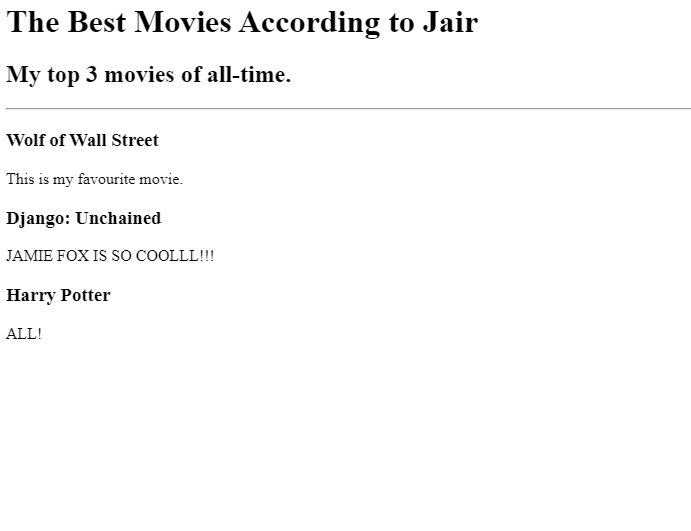 The Best Movies According to Jair
My top 3 movies of all-time.
Wolf of Wall Street
This is my favourite movie.
Django: Unchained
JAMIE FOX IS SO COOLLL!!!
Harry Potter
ALL!